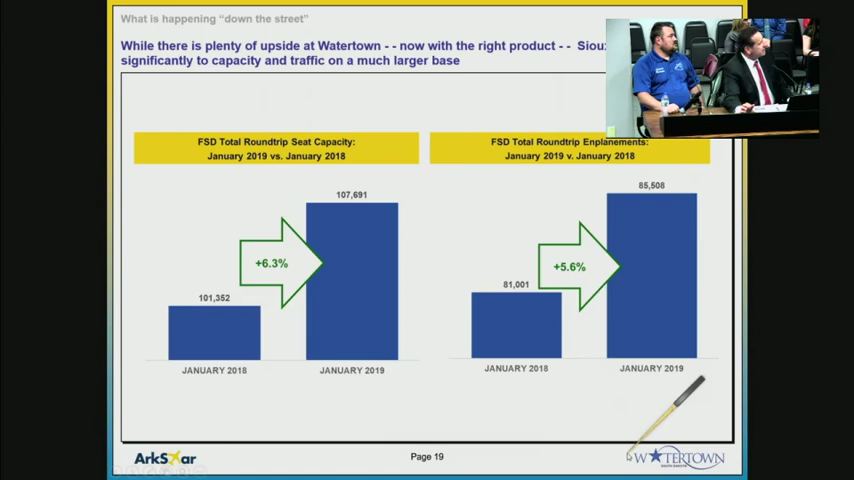 What is happening "down the street"
While there is plenty of upside at Watertown - - now with the right product - - Sioux
significantly to capacity and traffic on a much larger base
FSD Total Roundtrip Seat Capacity:
January 2019 vs. January 2018
FSD Total Roundtrip Enplanements:
January 2019 v. January 2018
107,691
85,508
+6.3%
+5.6%
101,352
81,001
JANUARY 2018
JANUARY 2019
JANUARY 2018
JANUARY 2019
ArkStar
Page 19
WATERTOWN
SOUTH DAKOTA